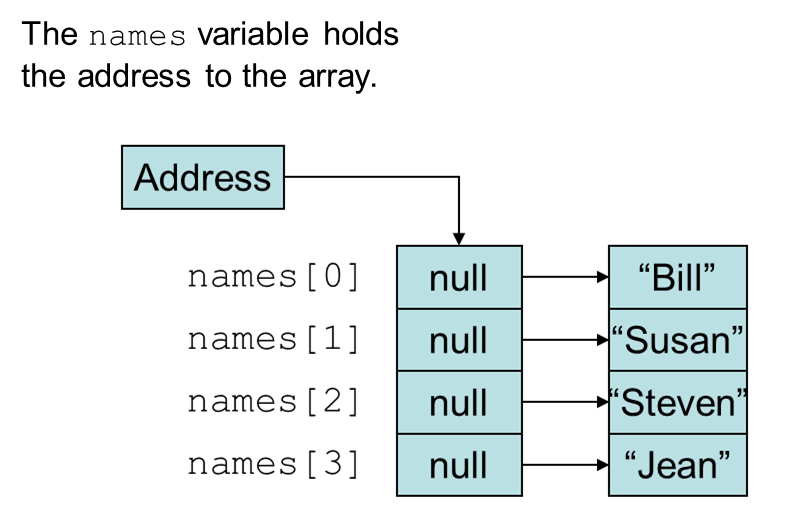 The names variable holds
the address to the array.
Address
names[0] null “Bill”
names[1] null “Susan”
names[2] null “Steven”
names[3] null “Jean”